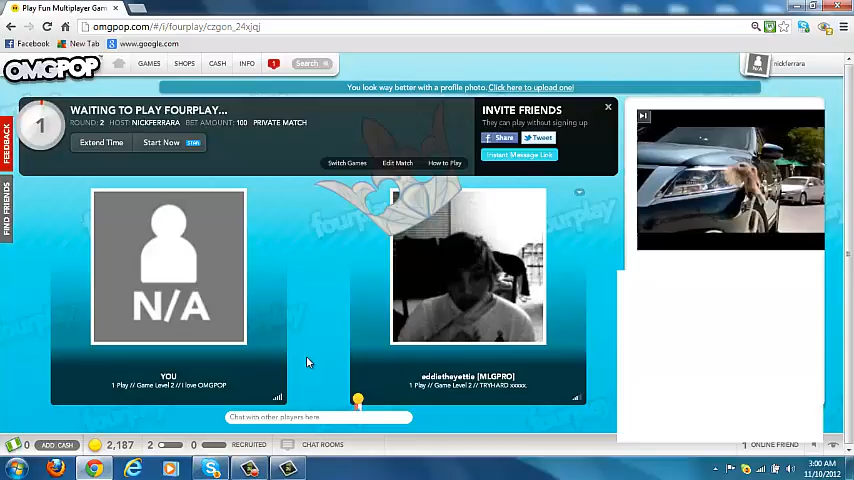 Play Fun Multiplayer Gam
omgpop.com/#/i/fourplay/czgon_24xjqj
Facebook New Tab www.google.com
OMGPOP GAMES SHOPS CASH INFO 1 Search N/A nickferrara
You look way better with a profile photo. Click here to upload one!
1
WAITING TO PLAY FOURPLAY...
ROUND: 2 HOST: NICKFERRARA BET AMOUNT: 100 PRIVATE MATCH
Extend Time Start Now
Switch Games Edit Match How to Play
INVITE FRIENDS
They can play without signing up.
Share Tweet
Instant Message Link
FEEDBACK
FIND FRIENDS
fourplay
fourplay
N/A
YOU
1 Play // Game Level 2 // I love OMGPOP
eddietheyettie [MLGPRO]
1 Play // Game Level 2 // TRYHARD xxxxx.
Chat with other players here
0 ADD CASH 2,187 2 0 RECRUITED CHAT ROOMS 1 ONLINE FRIEND
3:00 AM
11/10/2012